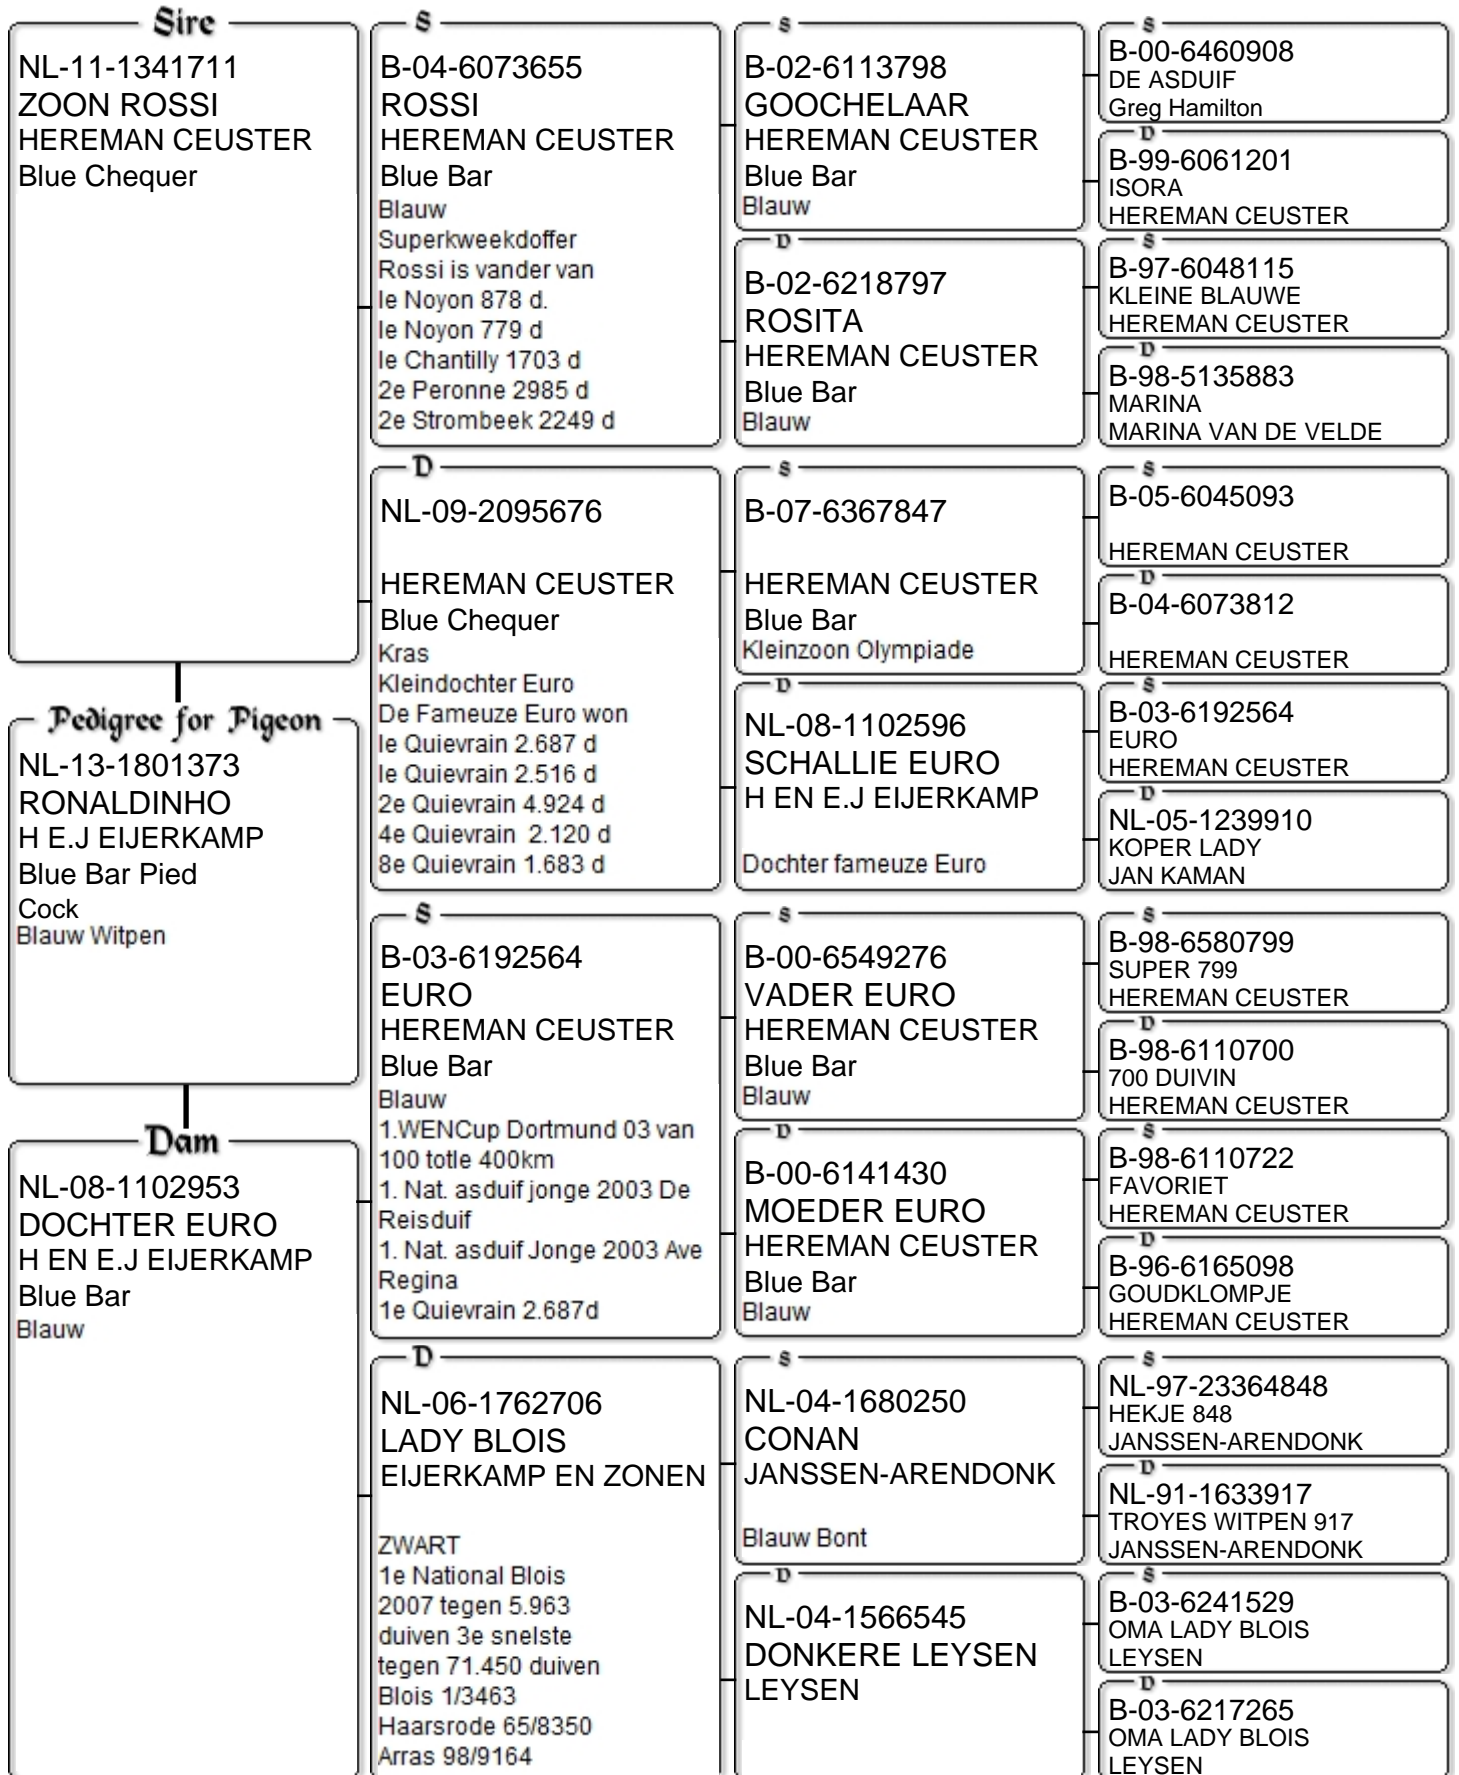 Sire
NL-11-1341711
ZOON ROSSI
HEREMAN CEUSTER
Blue Chequer
Pedigree for Pigeon
NL-13-1801373
RONALDINHO
H E.J EIJERKAMP
Blue Bar Pied
Cock
Blauw Witpen
Dam
NL-08-1102953
DOCHTER EURO
H EN E.J EIJERKAMP
Blue Bar
Blauw
S
B-04-6073655
ROSSI
HEREMAN CEUSTER
Blue Bar
Blauw
Superkweekdoffer
Rossi is vander van
Ie Noyon 878 d.
Ie Noyon 779 d
Ie Chantilly 1703 d
2e Peronne 2985 d
2e Strombeek 2249 d
D
NL-09-2095676
HEREMAN CEUSTER
Blue Chequer
Kras
Kleindochter Euro
De Fameuze Euro won
Ie Quievrain 2.687 d
Ie Quievrain 2.516 d
2e Quievrain 4.924 d
4e Quievrain  2.120 d
8e Quievrain 1.683 d
S
B-03-6192564
EURO
HEREMAN CEUSTER
Blue Bar
Blauw
1.WENCup Dortmund 03 van
100 totle 400km
1. Nat. asduif jonge 2003 De
Reisduif
1. Nat. asduif Jonge 2003 Ave
Regina
1e Quievrain 2.687d
D
NL-06-1762706
LADY BLOIS
EIJERKAMP EN ZONEN
ZWART
1e National Blois
2007 tegen 5.963
duiven 3e snelste
tegen 71.450 duiven
Blois 1/3463
Haarsrode 65/8350
Arras 98/9164
S
B-02-6113798
GOOCHELAAR
HEREMAN CEUSTER
Blue Bar
Blauw
D
B-02-6218797
ROSITA
HEREMAN CEUSTER
Blue Bar
Blauw
S
B-07-6367847
HEREMAN CEUSTER
Blue Bar
Kleinzoon Olympiade
D
NL-08-1102596
SCHALLIE EURO
H EN E.J EIJERKAMP
Dochter fameuze Euro
S
B-00-6549276
VADER EURO
HEREMAN CEUSTER
Blue Bar
Blauw
D
B-00-6141430
MOEDER EURO
HEREMAN CEUSTER
Blue Bar
Blauw
S
NL-04-1680250
CONAN
JANSSEN-ARENDONK
Blauw Bont
D
NL-04-1566545
DONKERE LEYSEN
LEYSEN
S
B-00-6460908
DE ASDUIF
Greg Hamilton
D
B-99-6061201
ISORA
HEREMAN CEUSTER
S
B-97-6048115
KLEINE BLAUWE
HEREMAN CEUSTER
D
B-98-5135883
MARINA
MARINA VAN DE VELDE
S
B-05-6045093
HEREMAN CEUSTER
D
B-04-6073812
HEREMAN CEUSTER
S
B-03-6192564
EURO
HEREMAN CEUSTER
D
NL-05-1239910
KOPER LADY
JAN KAMAN
S
B-98-6580799
SUPER 799
HEREMAN CEUSTER
D
B-98-6110700
700 DUIVIN
HEREMAN CEUSTER
S
B-98-6110722
FAVORIET
HEREMAN CEUSTER
D
B-96-6165098
GOUDKLOMPJE
HEREMAN CEUSTER
S
NL-97-23364848
HEKJE 848
JANSSEN-ARENDONK
D
NL-91-1633917
TROYES WITPEN 917
JANSSEN-ARENDONK
S
B-03-6241529
OMA LADY BLOIS
LEYSEN
D
B-03-6217265
OMA LADY BLOIS
LEYSEN